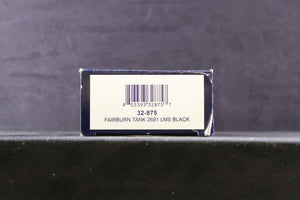 32-875
FAIRBURN TANK 2691 LMS BLACK